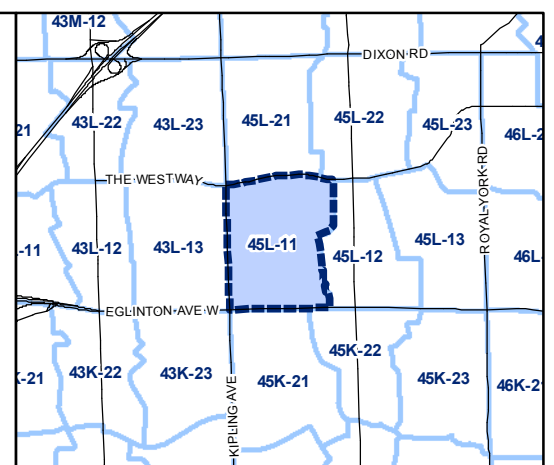 43M-12
4
DIXON RD
21
43L-22
43L-23
45L-21
45L-22
45L-23
46L-2
THE WESTWAY
ROYAL YORK RD
-11
43L-12
43L-13
45L-11
45L-12
45L-13
46L-
EGLINTON AVE W
45K-22
K-21
43K-22
43K-23
45K-21
45K-23
46K-2
KIPLING AVE